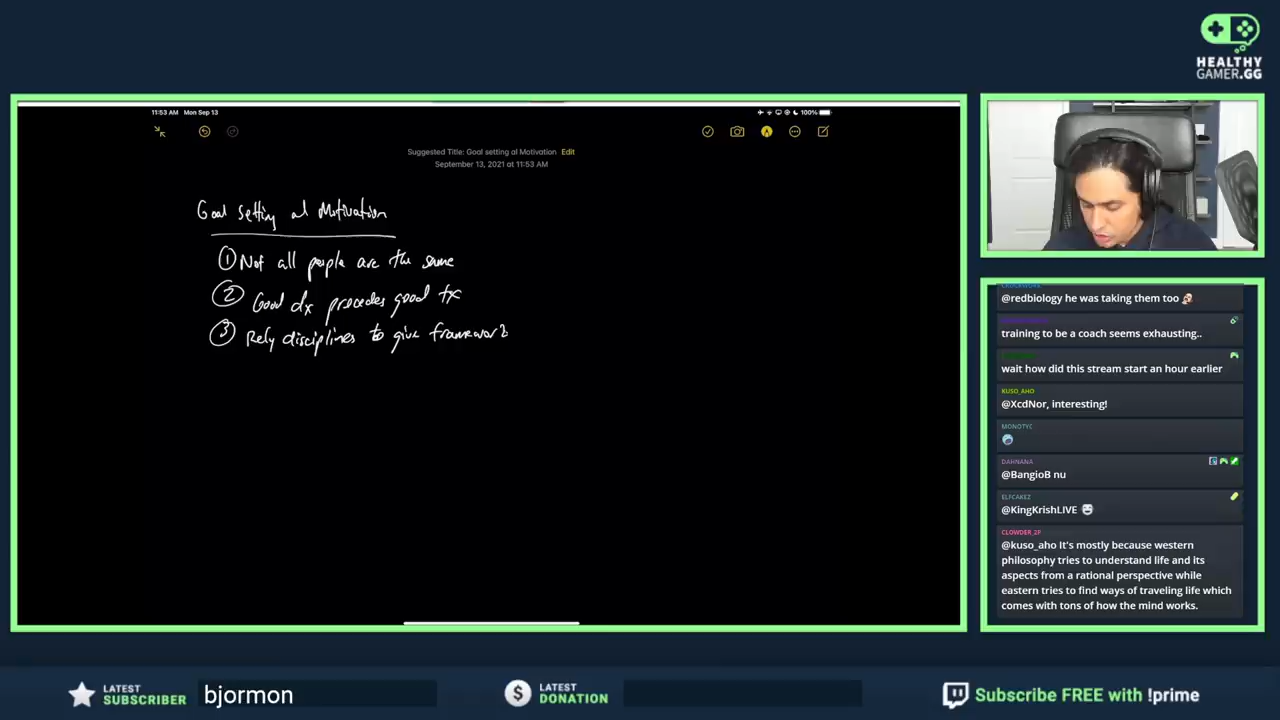 HEALTHY
GAMER.GG
11:53 AM Mon Sep 13
100%
Suggested Title: Goal setting al Motivation Edit
September 13, 2021 at 11:53 AM
Goal setting al Motivation
① Not all people are the same
② Good dx precedes good tx
③ Rely disciplines to give framework
@redbiology he was taking them too
training to be a coach seems exhausting..
wait how did this stream start an hour earlier
KUSO_AHO
@XcdNor, interesting!
MONOTYC
DAHNANA
@BangioB nu
ELFCAKEZ
@KingKrishLIVE
CLOWDER_2P
@kuso_aho It's mostly because western
philosophy tries to understand life and its
aspects from a rational perspective while
eastern tries to find ways of traveling life which
comes with tons of how the mind works.
LATEST
SUBSCRIBER
bjormon
LATEST
DONATION
Subscribe FREE with !prime